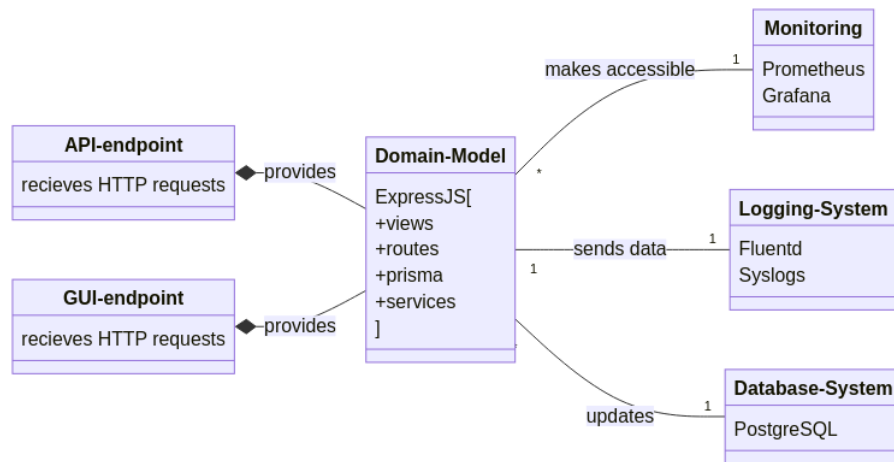 Monitoring
Prometheus
Grafana
makes accessible
1
*
API-endpoint
recieves HTTP requests
provides
Domain-Model
ExpressJS[
+views
+routes
+prisma
+services
]
Logging-System
Fluentd
Syslogs
sends data
1
1
GUI-endpoint
recieves HTTP requests
provides
Database-System
PostgreSQL
updates
1